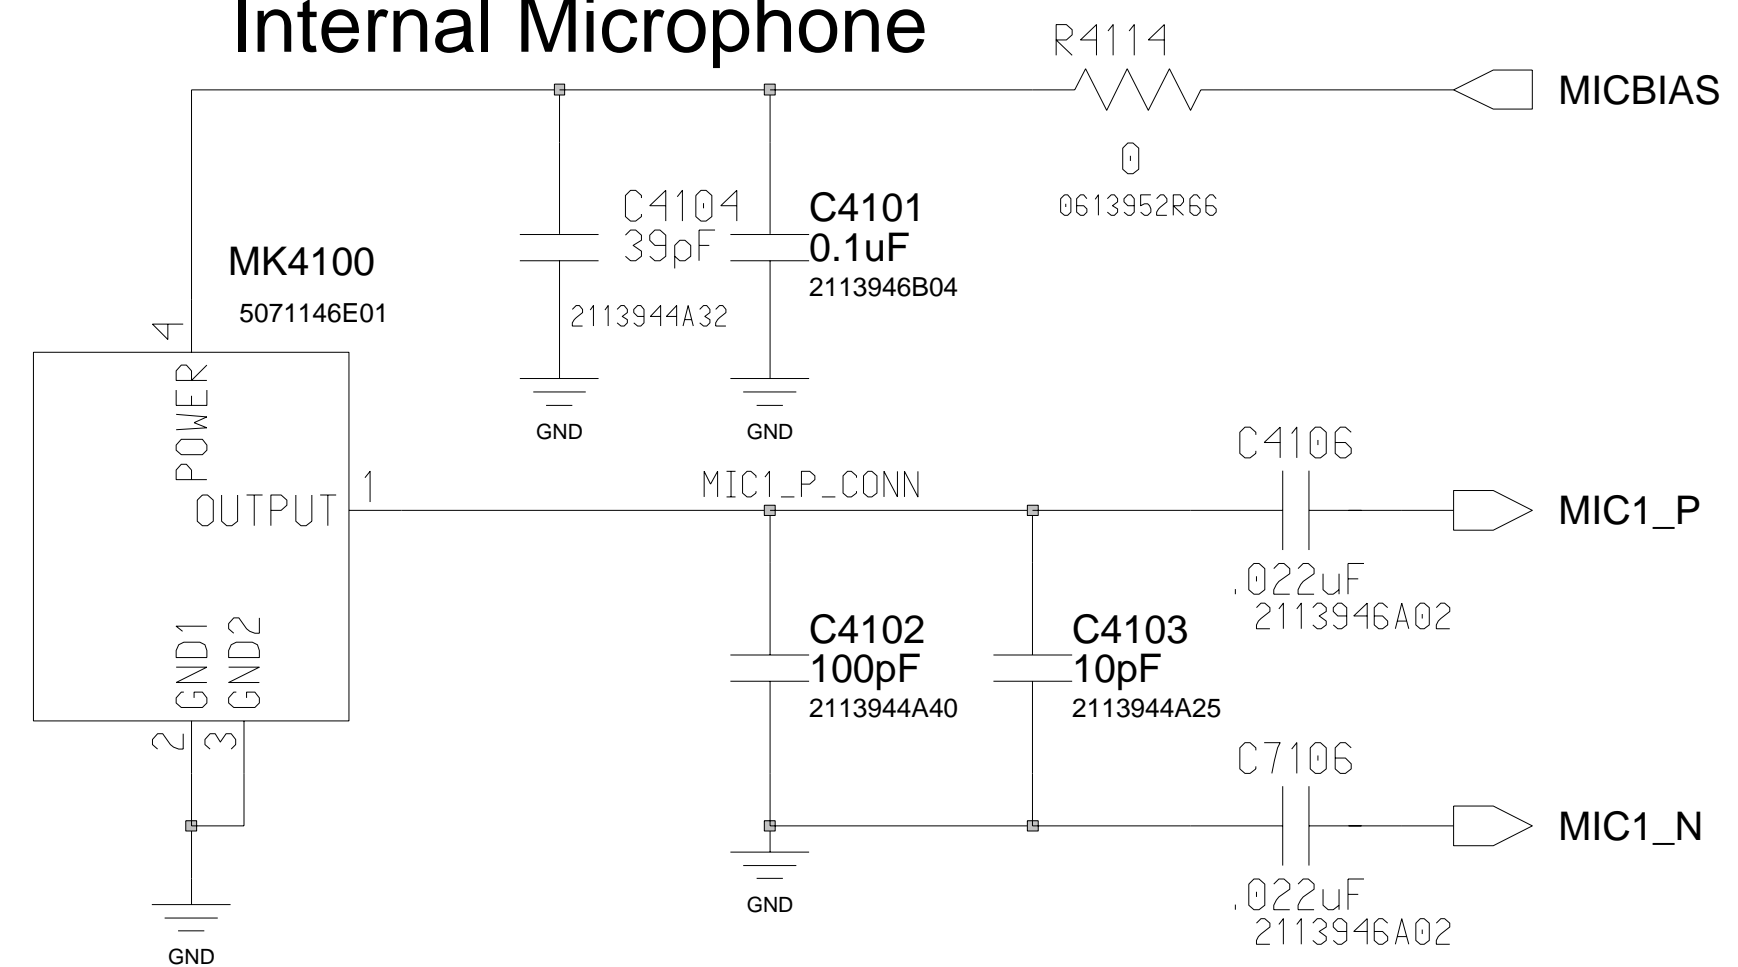 Internal Microphone
R4114
MICBIAS
0
0613952R66
C4104
39pF
2113944A32
C4101
0.1uF
2113946B04
MK4100
5071146E01
4
POWER
GND
GND
OUTPUT
1
MIC1_P_CONN
C4106
MIC1_P
.022uF
2113946A02
GND1
GND2
2
3
C4102
100pF
2113944A40
C4103
10pF
2113944A25
C7106
MIC1_N
.022uF
2113946A02
GND
GND